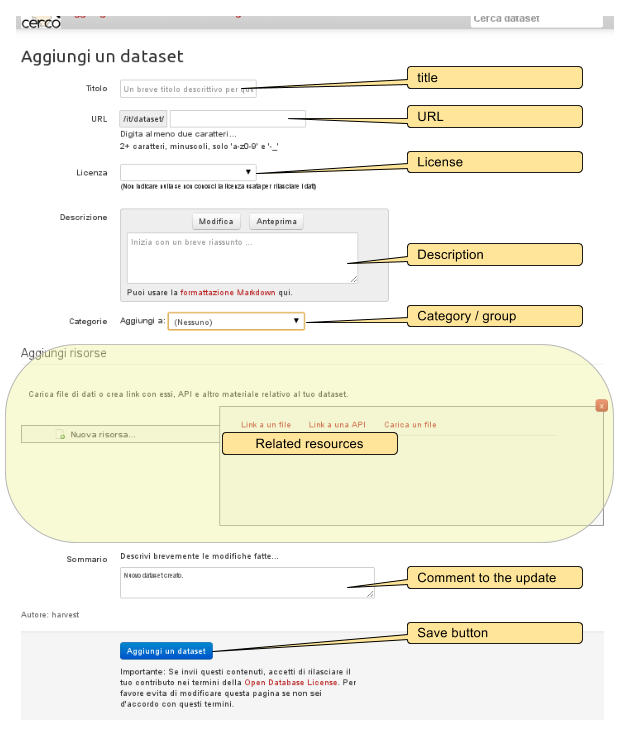 cerco
Cerca dataset
Aggiungi un dataset
title
Titolo
Un breve titolo descrittivo per
URL
URL
/it/dataset/
Digita almeno due caratteri...
2+ caratteri, minuscoli, solo 'a-z0-9' e '-_'
License
Licenza
(Non indicare nulla se non conosci la licenza usata per rilasciare i dati)
Descrizione
Modifica Anteprima
Inizia con un breve riassunto ...
Description
Puoi usare la formattazione Markdown qui.
Category / group
Categorie Aggiungi a: (Nessuno)
Aggiungi risorse
Carica file di dati o crea link con essi, API e altro materiale relativo al tuo dataset.
x
Nuova risorsa...
Link a un file Link a una API Carica un file
Related resources
Sommario
Descrivi brevemente le modifiche fatte...
Nuovo dataset creato.
Comment to the update
Autore: harvest
Save button
Aggiungi un dataset
Importante: Se invii questi contenuti, accetti di rilasciare il
tuo contributo nei termini della Open Database License. Per
favore evita di modificare questa pagina se non sei
d'accordo con questi termini.